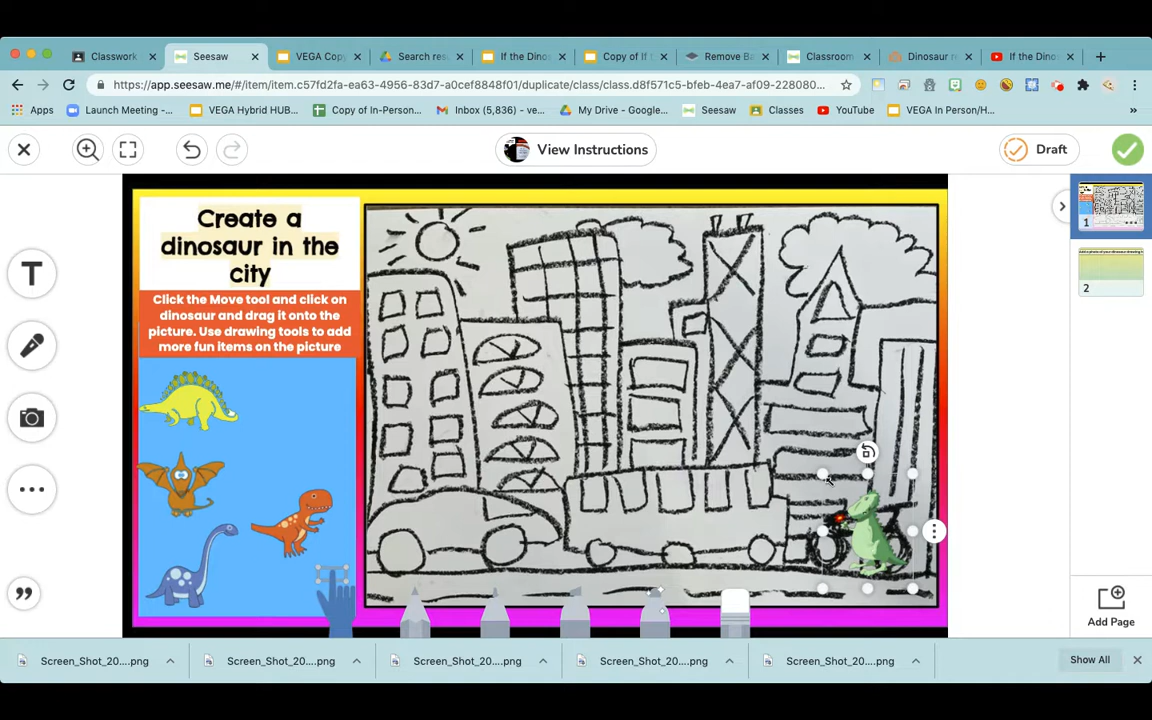 Classwork
Seesaw
VEGA Copy
Search res
If the Dinos
Copy of If t
Remove Ba
Classroom
Dinosaur re
If the Dino
https://app.seesaw.me/#/item/item.c57fd2fa-ea63-4956-83d7-a0cef8848f01/duplicate/class/class.d8f571c5-bfeb-4ea7-af09-228080...
Apps
Launch Meeting -...
VEGA Hybrid HUB...
Copy of In-Person...
Inbox (5,836) - ve...
My Drive - Google...
Seesaw
Classes
YouTube
VEGA In Person/H...
View Instructions
Draft
Create a
dinosaur in the
city
Click the Move tool and click on
dinosaur and drag it onto the
picture. Use drawing tools to add
more fun items on the picture
T
1
2
Add Page
Screen_Shot_20....png
Screen_Shot_20....png
Screen_Shot_20....png
Screen_Shot_20....png
Screen_Shot_20....png
Show All